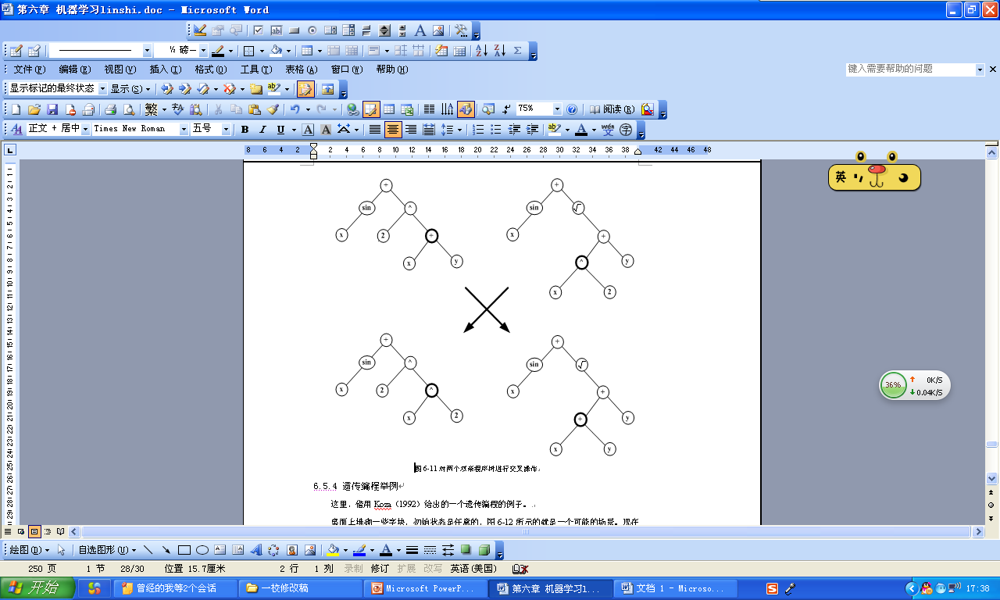 第六章 机器学习linshi.doc - Microsoft Word
½ 磅
文件(F) 编辑(E) 视图(V) 插入(I) 格式(O) 工具(T) 表格(A) 窗口(W) 帮助(H) 键入需要帮助的问题
显示标记的最终状态 显示(S)
75% 阅读(R)
正文 + 居中 Times New Roman 五号 B I U A A A wén 文 字
8 6 4 2 2 4 6 8 10 12 14 16 18 20 22 24 26 28 30 32 34 36 38 42 44 46 48
英
+ +
sin ^ sin √
x 2 + x +
x y ^ y
x 2
+ +
sin ^ sin √
x 2 ^ x +
x 2 + y
x y
36% 0K/S
0.04K/S
图 6-11 对两个双亲程序树进行交叉操作
6.5.4 遗传编程举例
这里，借用 Koza（1992）给出的一个遗传编程的例子。
桌面上堆满一些字块，初始状态是任意的，图 6-12 所示的就是一个可能的场景。现在
绘图(D) 自选图形(U)
250 页 1 节 28/30 位置 15.7厘米 2 行 1 列 录制 修订 扩展 改写 英语(美国)
开始 曾经的我等2个会话 一校修改稿 Microsoft PowerP... 第六章 机器学习l... 文档 1 - Microso... 17:38